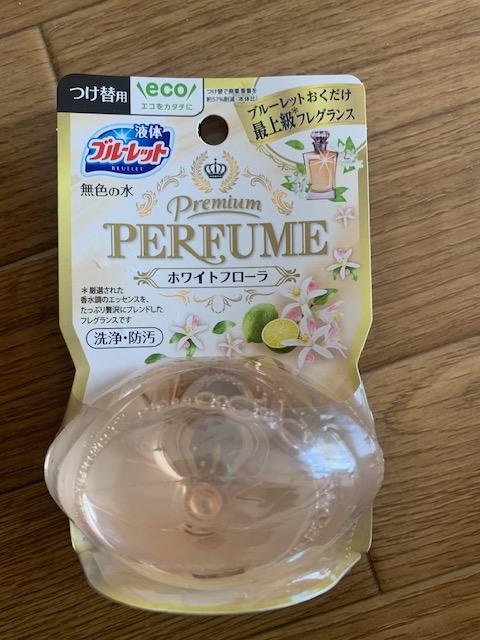 つけ替用
eco
エコをカタチに
つけ替で廃棄重量を
約57%削減(本体比)
ブルーレットおくだけ
最上級*フレグランス
液体
ブルーレット
BLUELET
無色の水
Premium
PERFUME
ホワイトフローラ
*厳選された
香水調のエッセンスを、
たっぷり贅沢にブレンドした
フレグランスです
洗浄・防汚